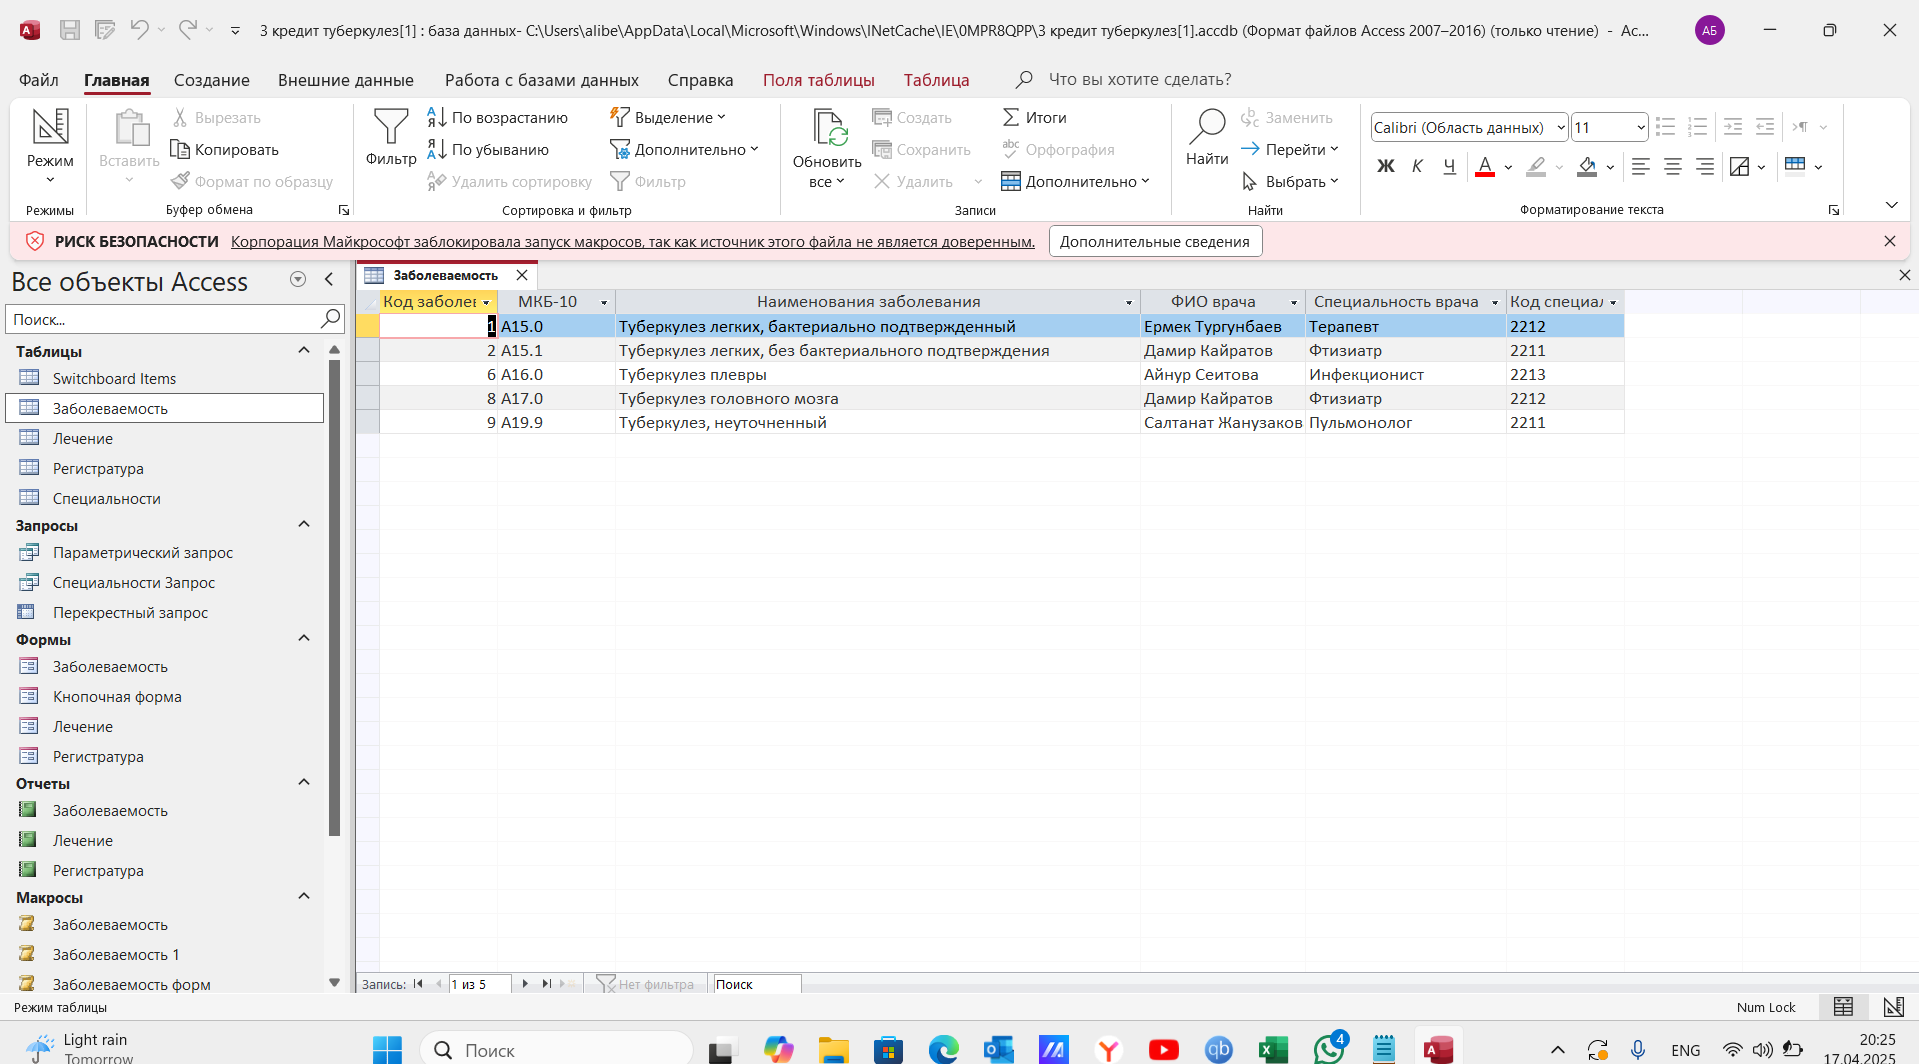 3 кредит туберкулез[1] : база данных- C:\Users\alibe\AppData\Local\Microsoft\Windows\INetCache\IE\0MPR8QPP\3 кредит туберкулез[1].accdb (Формат файлов Access 2007–2016) (только чтение) - Ac...
АБ
Файл Главная Создание Внешние данные Работа с базами данных Справка Поля таблицы Таблица Что вы хотите сделать?
Режим
Режимы
Вставить
Вырезать
Копировать
Формат по образцу
Буфер обмена
Фильтр
По возрастанию
По убыванию
Удалить сортировку
Выделение
Дополнительно
Фильтр
Сортировка и фильтр
Обновить
все
Создать
Сохранить
Удалить
Итоги
Орфография
Дополнительно
Записи
Найти
Заменить
Перейти
Выбрать
Найти
Calibri (Область данных) 11
Ж К Ч А
Форматирование текста
РИСК БЕЗОПАСНОСТИ Корпорация Майкрософт заблокировала запуск макросов, так как источник этого файла не является доверенным. Дополнительные сведения
Все объекты Access
Поиск...
Таблицы
Switchboard Items
Заболеваемость
Лечение
Регистратура
Специальности
Запросы
Параметрический запрос
Специальности Запрос
Перекрестный запрос
Формы
Заболеваемость
Кнопочная форма
Лечение
Регистратура
Отчеты
Заболеваемость
Лечение
Регистратура
Макросы
Заболеваемость
Заболеваемость 1
Заболеваемость форм
Заболеваемость
Код заболев МКБ-10 Наименования заболевания ФИО врача Специальность врача Код специал
1 A15.0 Туберкулез легких, бактериально подтвержденный Ермек Тургунбаев Терапевт 2212
2 A15.1 Туберкулез легких, без бактериального подтверждения Дамир Кайратов Фтизиатр 2211
6 A16.0 Туберкулез плевры Айнур Сеитова Инфекционист 2213
8 A17.0 Туберкулез головного мозга Дамир Кайратов Фтизиатр 2212
9 A19.9 Туберкулез, неуточненный Салтанат Жанузаков Пульмонолог 2211
Запись: 1 из 5 Нет фильтра Поиск
Режим таблицы Num Lock
Light rain
Tomorrow
Поиск
4
ENG
20:25
17.04.2025